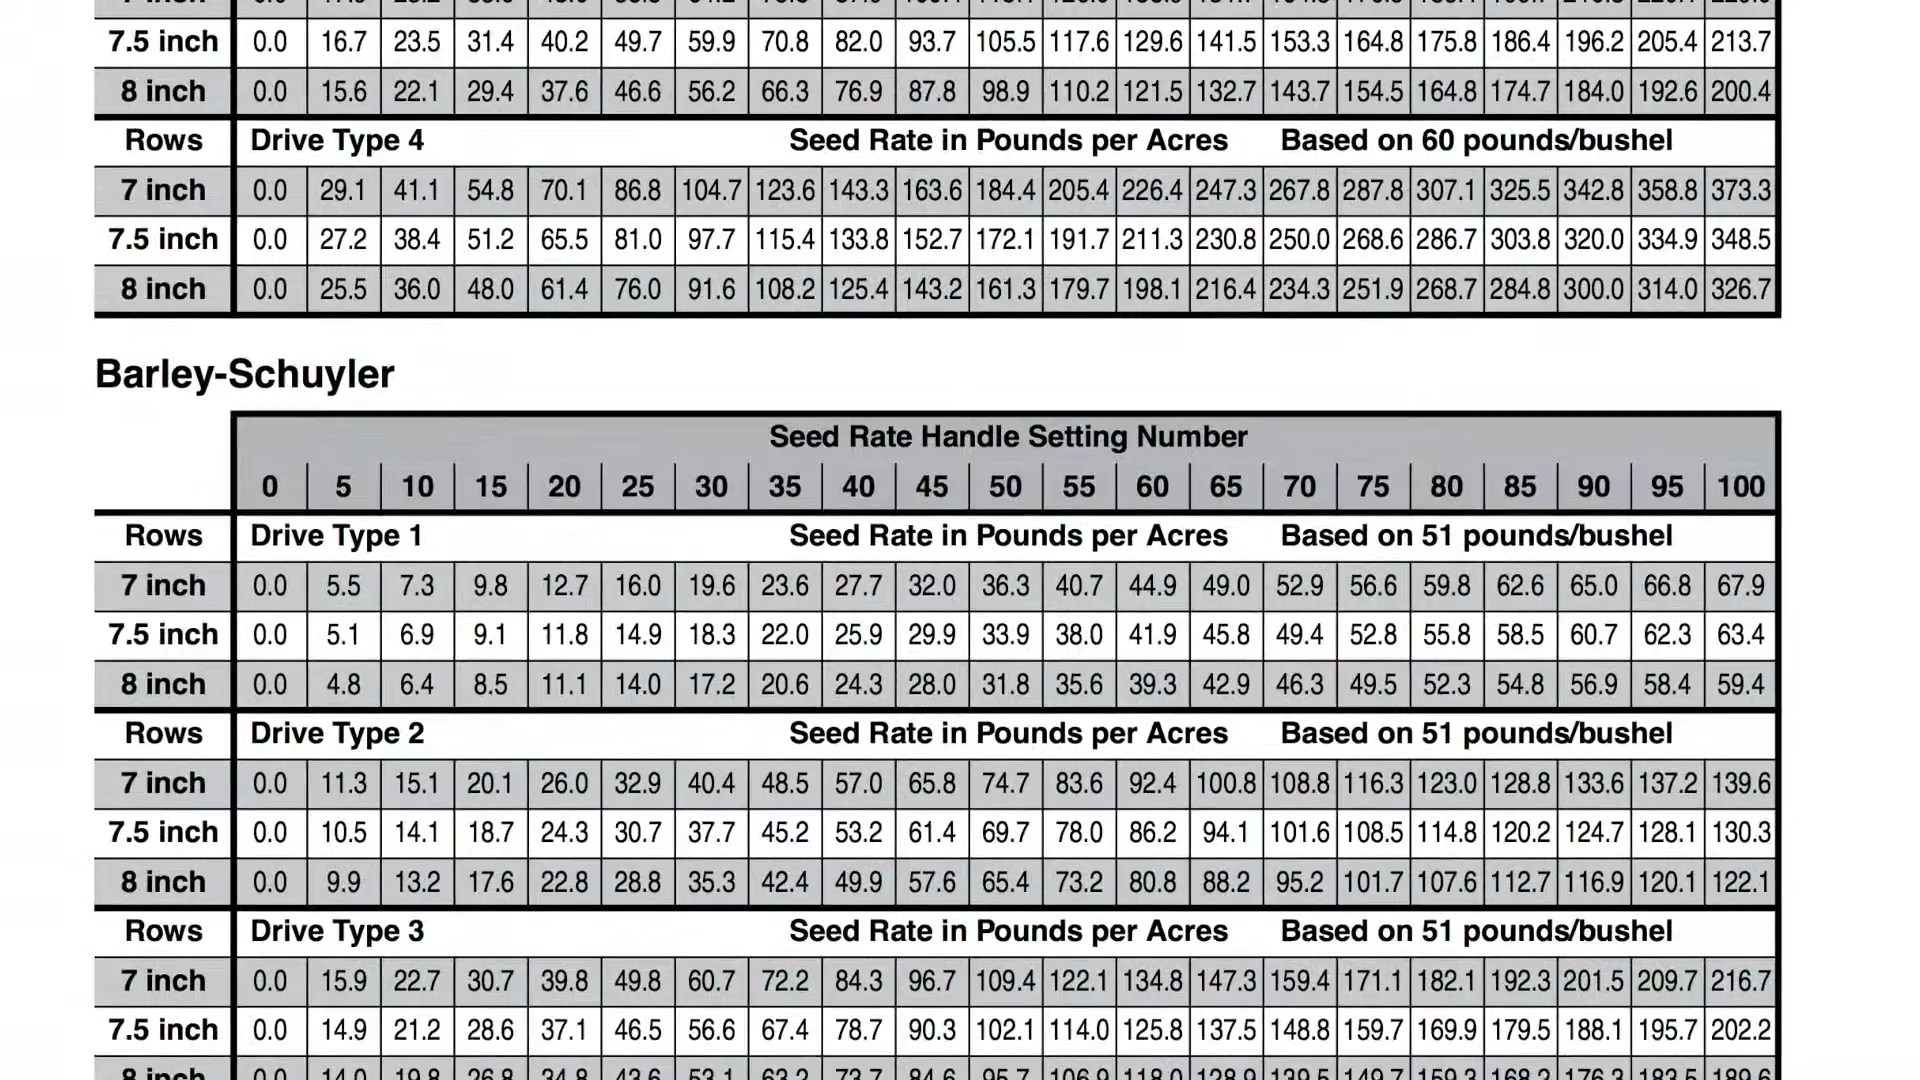 7.5 inch 0.0 16.7 23.5 31.4 40.2 49.7 59.9 70.8 82.0 93.7 105.5 117.6 129.6 141.5 153.3 164.8 175.8 186.4 196.2 205.4 213.7
8 inch 0.0 15.6 22.1 29.4 37.6 46.6 56.2 66.3 76.9 87.8 98.9 110.2 121.5 132.7 143.7 154.5 164.8 174.7 184.0 192.6 200.4
Rows Drive Type 4 Seed Rate in Pounds per Acres Based on 60 pounds/bushel
7 inch 0.0 29.1 41.1 54.8 70.1 86.8 104.7 123.6 143.3 163.6 184.4 205.4 226.4 247.3 267.8 287.8 307.1 325.5 342.8 358.8 373.3
7.5 inch 0.0 27.2 38.4 51.2 65.5 81.0 97.7 115.4 133.8 152.7 172.1 191.7 211.3 230.8 250.0 268.6 286.7 303.8 320.0 334.9 348.5
8 inch 0.0 25.5 36.0 48.0 61.4 76.0 91.6 108.2 125.4 143.2 161.3 179.7 198.1 216.4 234.3 251.9 268.7 284.8 300.0 314.0 326.7
Barley-Schuyler
Seed Rate Handle Setting Number
0 5 10 15 20 25 30 35 40 45 50 55 60 65 70 75 80 85 90 95 100
Rows Drive Type 1 Seed Rate in Pounds per Acres Based on 51 pounds/bushel
7 inch 0.0 5.5 7.3 9.8 12.7 16.0 19.6 23.6 27.7 32.0 36.3 40.7 44.9 49.0 52.9 56.6 59.8 62.6 65.0 66.8 67.9
7.5 inch 0.0 5.1 6.9 9.1 11.8 14.9 18.3 22.0 25.9 29.9 33.9 38.0 41.9 45.8 49.4 52.8 55.8 58.5 60.7 62.3 63.4
8 inch 0.0 4.8 6.4 8.5 11.1 14.0 17.2 20.6 24.3 28.0 31.8 35.6 39.3 42.9 46.3 49.5 52.3 54.8 56.9 58.4 59.4
Rows Drive Type 2 Seed Rate in Pounds per Acres Based on 51 pounds/bushel
7 inch 0.0 11.3 15.1 20.1 26.0 32.9 40.4 48.5 57.0 65.8 74.7 83.6 92.4 100.8 108.8 116.3 123.0 128.8 133.6 137.2 139.6
7.5 inch 0.0 10.5 14.1 18.7 24.3 30.7 37.7 45.2 53.2 61.4 69.7 78.0 86.2 94.1 101.6 108.5 114.8 120.2 124.7 128.1 130.3
8 inch 0.0 9.9 13.2 17.6 22.8 28.8 35.3 42.4 49.9 57.6 65.4 73.2 80.8 88.2 95.2 101.7 107.6 112.7 116.9 120.1 122.1
Rows Drive Type 3 Seed Rate in Pounds per Acres Based on 51 pounds/bushel
7 inch 0.0 15.9 22.7 30.7 39.8 49.8 60.7 72.2 84.3 96.7 109.4 122.1 134.8 147.3 159.4 171.1 182.1 192.3 201.5 209.7 216.7
7.5 inch 0.0 14.9 21.2 28.6 37.1 46.5 56.6 67.4 78.7 90.3 102.1 114.0 125.8 137.5 148.8 159.7 169.9 179.5 188.1 195.7 202.2